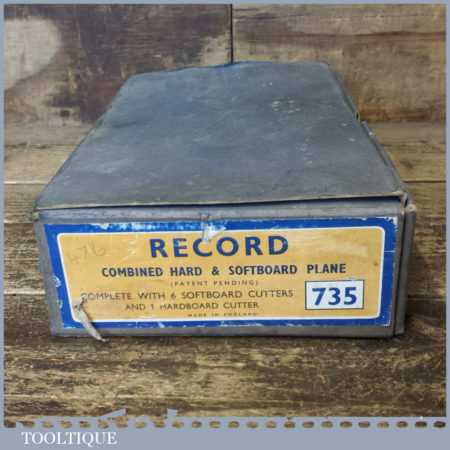 RECORD
COMBINED HARD & SOFTBOARD PLANE
(PATENT PENDING)
COMPLETE WITH 6 SOFTBOARD CUTTERS
AND 1 HARDBOARD CUTTER
735
MADE IN ENGLAND
TOOLTIQUE